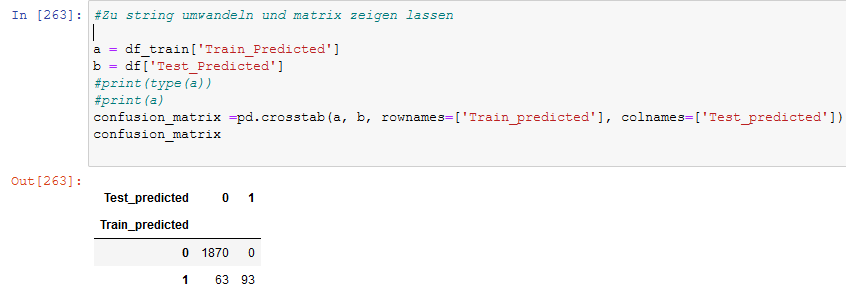 In [263]: #Zu string umwandeln und matrix zeigen lassen
a = df_train['Train_Predicted']
b = df['Test_Predicted']
#print(type(a))
#print(a)
confusion_matrix =pd.crosstab(a, b, rownames=['Train_predicted'], colnames=['Test_predicted'])
confusion_matrix
Out[263]:
Test_predicted 0 1
Train_predicted
0 1870 0
1 63 93